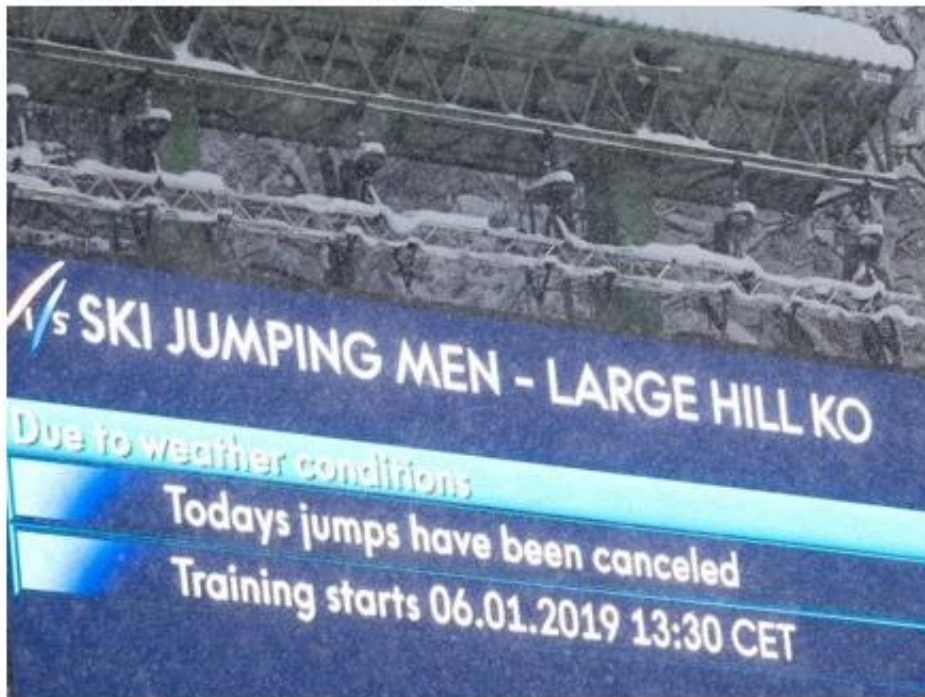 fis SKI JUMPING MEN - LARGE HILL KO
Due to weather conditions
Todays jumps have been canceled
Training starts 06.01.2019 13:30 CET